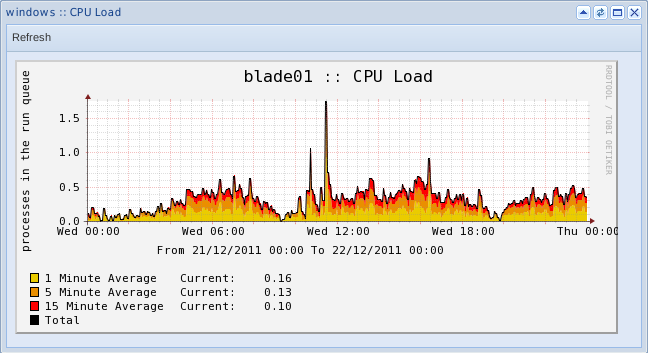 windows :: CPU Load
Refresh
blade01 :: CPU Load
RRDTOOL / TOBI OETIKER
processes in the run queue
1.5
1.0
0.5
0.0
Wed 00:00 Wed 06:00 Wed 12:00 Wed 18:00 Thu 00:00
From 21/12/2011 00:00 To 22/12/2011 00:00
1 Minute Average Current: 0.16
5 Minute Average Current: 0.13
15 Minute Average Current: 0.10
Total